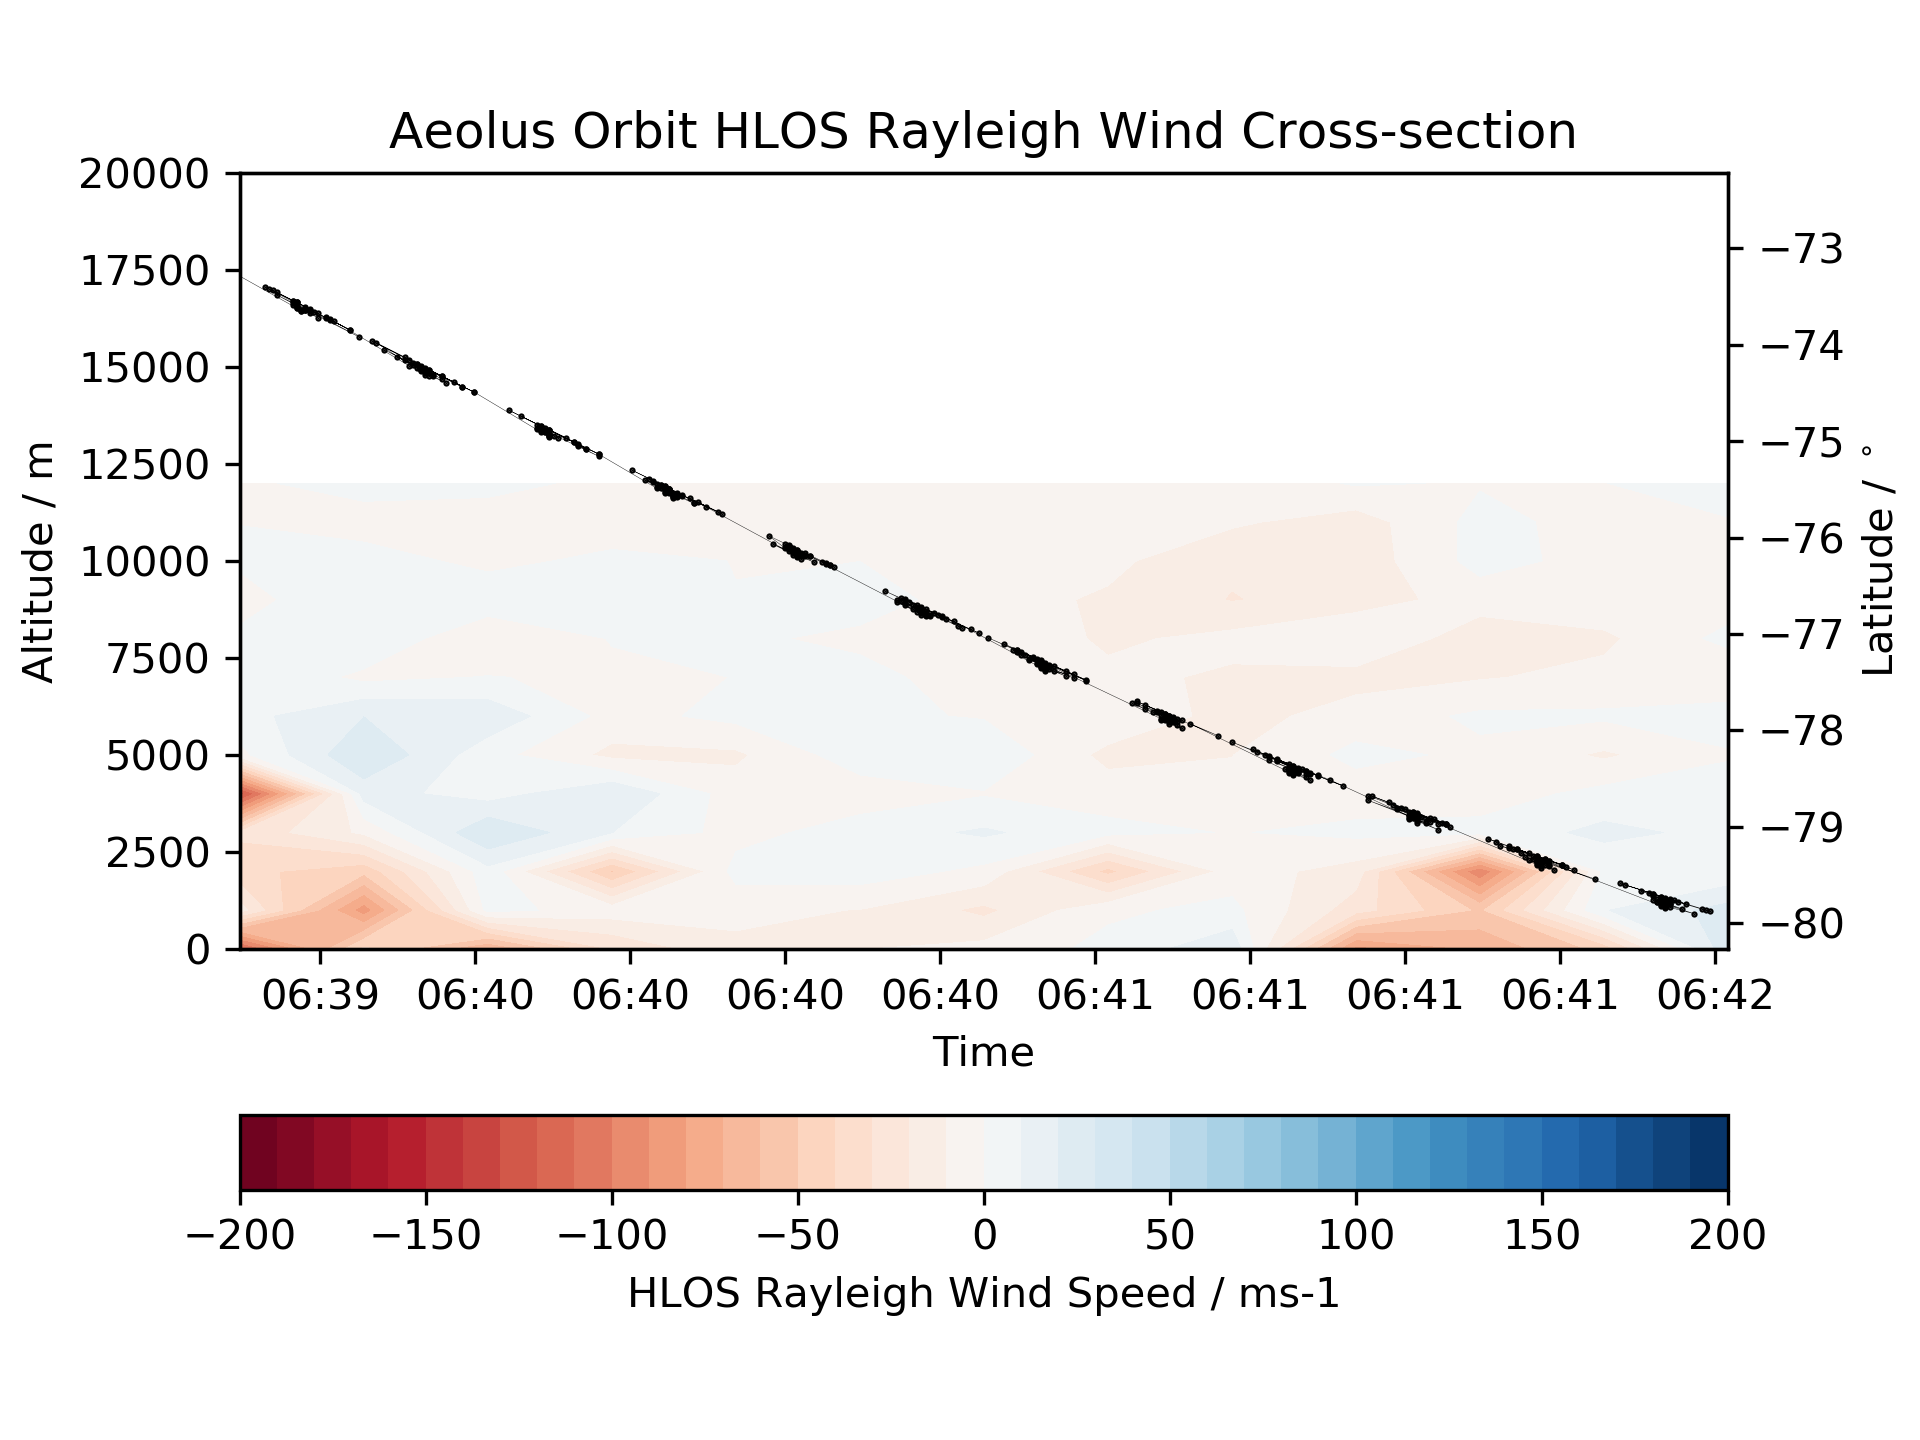 Aeolus Orbit HLOS Rayleigh Wind Cross-section
20000
17500
15000
12500
10000
7500
5000
2500
0
Altitude / m
−73
−74
−75
−76
−77
−78
−79
−80
Latitude / °
06:39 06:40 06:40 06:40 06:40 06:41 06:41 06:41 06:41 06:42
Time
−200 −150 −100 −50 0 50 100 150 200
HLOS Rayleigh Wind Speed / ms-1